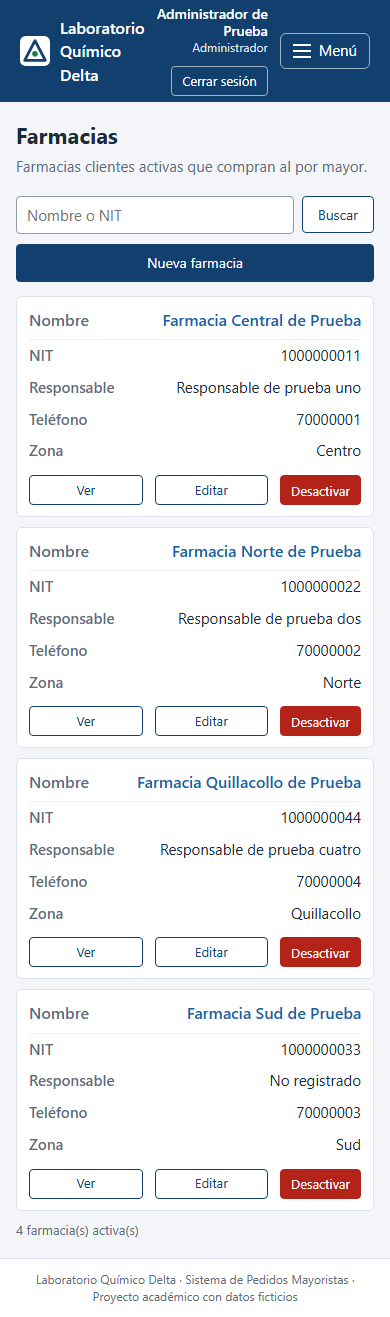 Laboratorio
Químico
Delta
Administrador de
Prueba
Administrador
Cerrar sesión
Menú
Farmacias
Farmacias clientes activas que compran al por mayor.
Nombre o NIT
Buscar
Nueva farmacia
Nombre Farmacia Central de Prueba
NIT 1000000011
Responsable Responsable de prueba uno
Teléfono 70000001
Zona Centro
Ver Editar Desactivar
Nombre Farmacia Norte de Prueba
NIT 1000000022
Responsable Responsable de prueba dos
Teléfono 70000002
Zona Norte
Ver Editar Desactivar
Nombre Farmacia Quillacollo de Prueba
NIT 1000000044
Responsable Responsable de prueba cuatro
Teléfono 70000004
Zona Quillacollo
Ver Editar Desactivar
Nombre Farmacia Sud de Prueba
NIT 1000000033
Responsable No registrado
Teléfono 70000003
Zona Sud
Ver Editar Desactivar
4 farmacia(s) activa(s)
Laboratorio Químico Delta · Sistema de Pedidos Mayoristas ·
Proyecto académico con datos ficticios